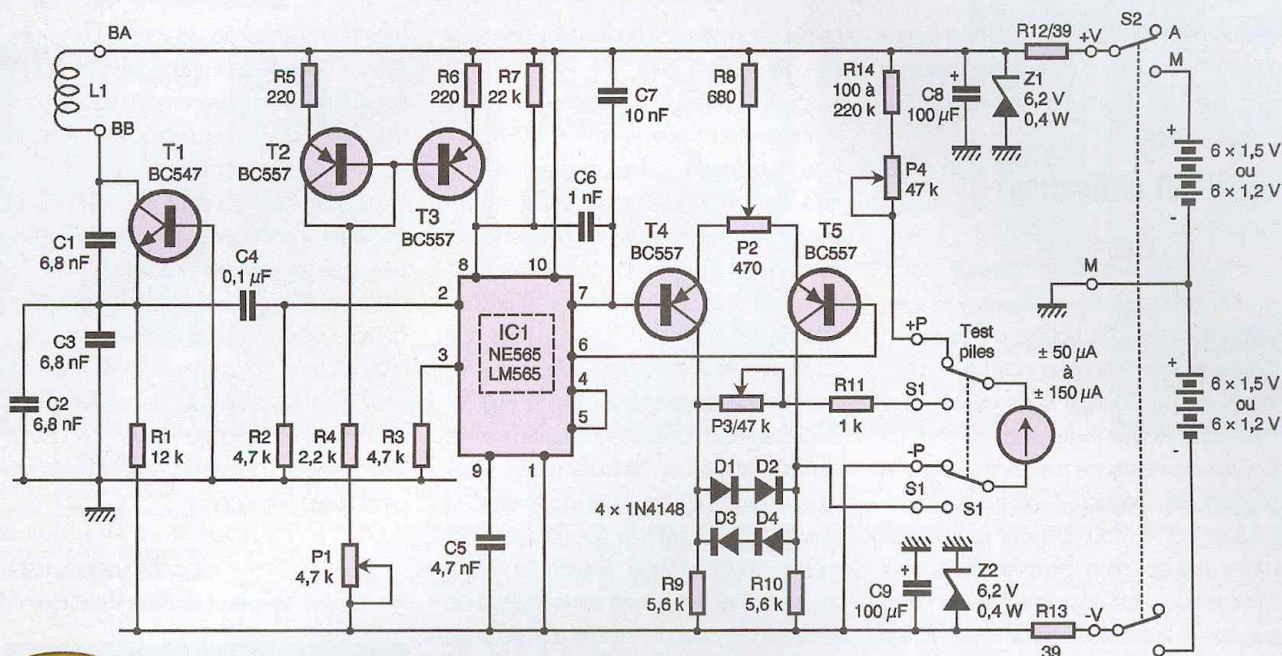 BA
L1
BB
T1
BC547
C1
6,8 nF
C3
6,8 nF
C2
6,8 nF
R1
12 k
C4
0,1 µF
R2
4,7 k
R4
2,2 k
R3
4,7 k
P1
4,7 k
R5
220
T2
BC557
R6
220
T3
BC557
R7
22 k
C7
10 nF
C6
1 nF
8
10
2
3
7
6
4
5
9
1
IC1
NE565
LM565
C5
4,7 nF
R8
680
T4
BC557
P2
470
T5
BC557
P3/47 k
R11
1 k
D1
D2
D3
D4
4 × 1N4148
R9
5,6 k
R10
5,6 k
R14
100 à
220 k
P4
47 k
C8
+
100 µF
Z1
6,2 V
0,4 W
R12/39
+V
S2
A
M
+P
Test
piles
S1
-P
S1
S1
± 50 µA
à
± 150 µA
M
+
6 × 1,5 V
ou
6 × 1,2 V
-
+
6 × 1,5 V
ou
6 × 1,2 V
-
C9
+
100 µF
Z2
6,2 V
0,4 W
R13
39
-V